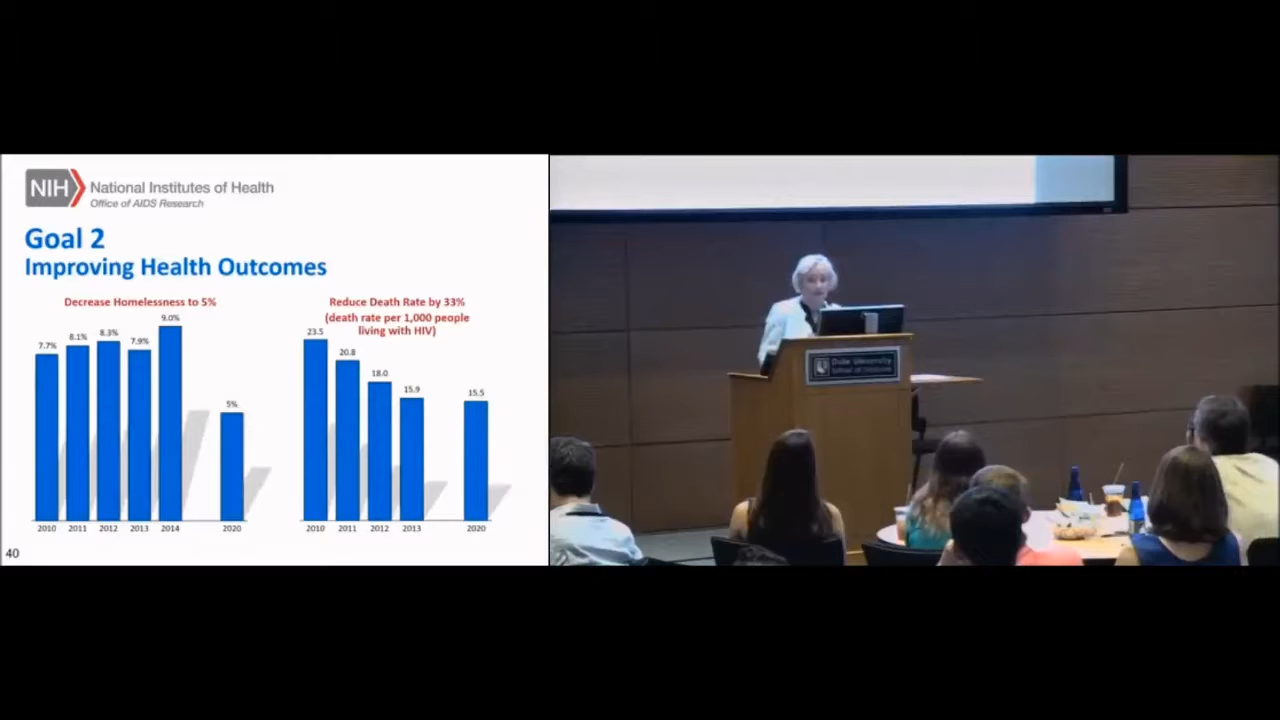 NIH National Institutes of Health
Office of AIDS Research
Goal 2
Improving Health Outcomes
Decrease Homelessness to 5%
7.7%
8.1%
8.3%
7.9%
9.0%
5%
2010
2011
2012
2013
2014
2020
Reduce Death Rate by 33%
(death rate per 1,000 people
living with HIV)
23.5
20.8
18.0
15.9
15.5
2010
2011
2012
2013
2020
40
Duke University
School of Medicine